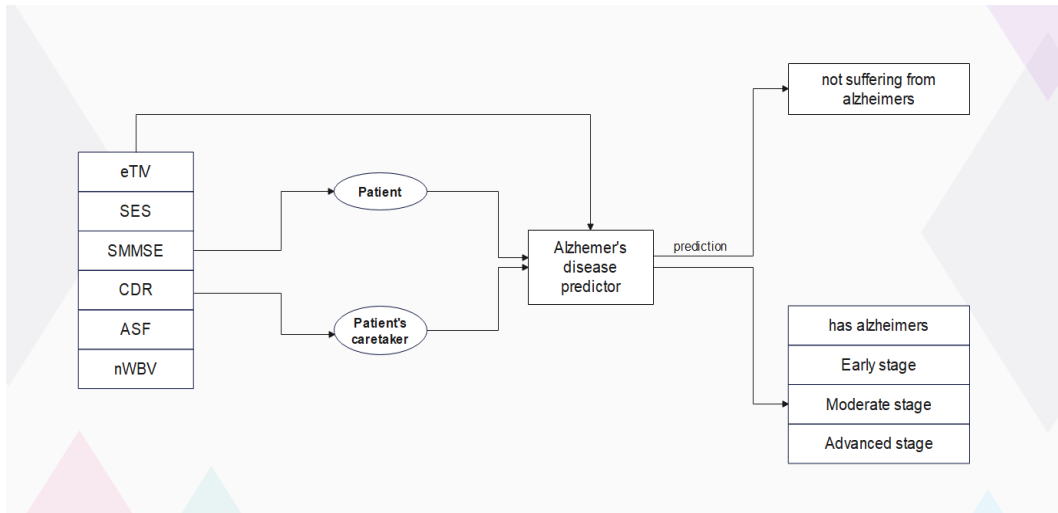 not suffering from
alzheimers
eTIV
SES
SMMSE
CDR
ASF
nWBV
Patient
Patient's
caretaker
Alzhemer's
disease
predictor
prediction
has alzheimers
Early stage
Moderate stage
Advanced stage